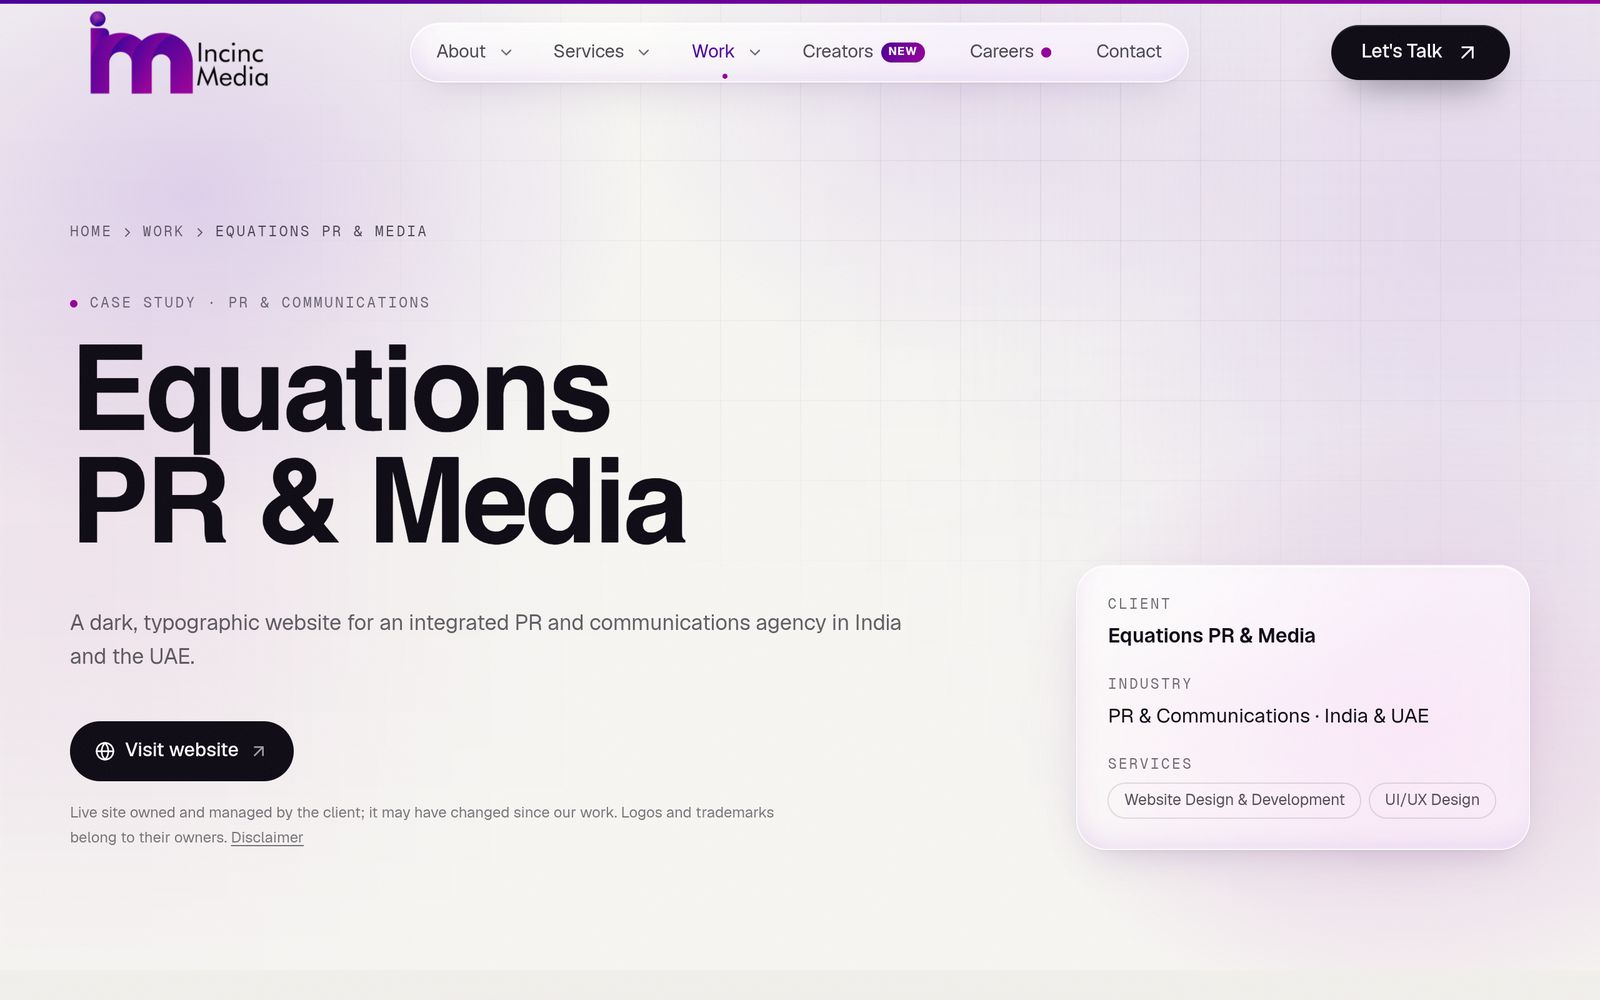 Incinc
Media
About
Services
Work
Creators NEW
Careers
Contact
Let's Talk
HOME > WORK > EQUATIONS PR & MEDIA
CASE STUDY · PR & COMMUNICATIONS
Equations
PR & Media
A dark, typographic website for an integrated PR and communications agency in India
and the UAE.
Visit website
Live site owned and managed by the client; it may have changed since our work. Logos and trademarks
belong to their owners. Disclaimer
CLIENT
Equations PR & Media
INDUSTRY
PR & Communications · India & UAE
SERVICES
Website Design & Development
UI/UX Design